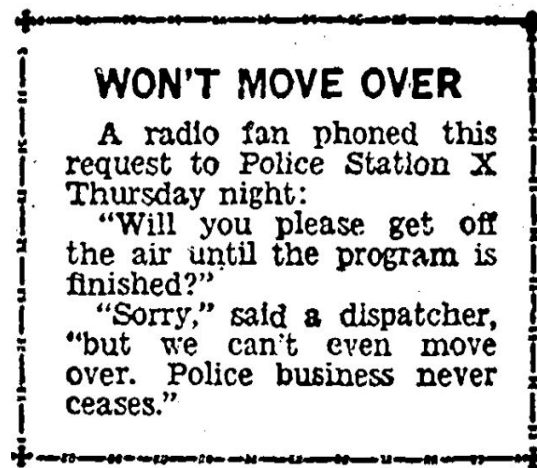 WON'T MOVE OVER
A radio fan phoned this
request to Police Station X
Thursday night:
"Will you please get off
the air until the program is
finished?"
"Sorry," said a dispatcher,
"but we can't even move
over. Police business never
ceases."